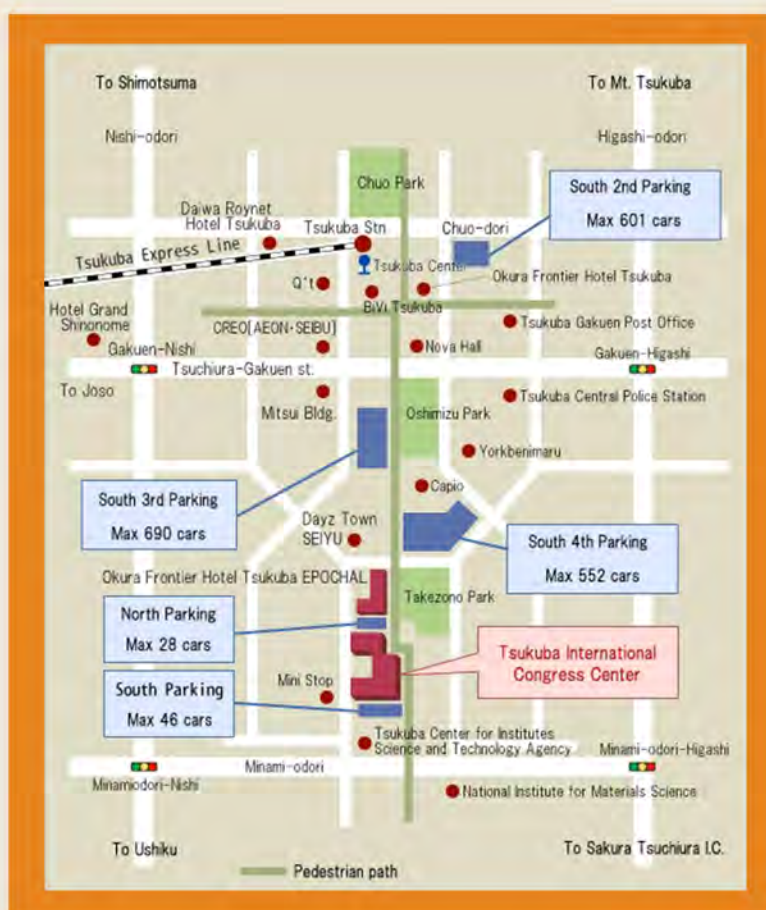 To Shimotsuma
To Mt. Tsukuba
Nishi-odori
Higashi-odori
Chuo Park
South 2nd Parking
Max 601 cars
Daiwa Roynet
Hotel Tsukuba
Tsukuba Stn.
Chuo-dori
Tsukuba Express Line
Tsukuba Center
Q't
Okura Frontier Hotel Tsukuba
BiVi Tsukuba
Hotel Grand
Shinonome
CREO[AEON・SEIBU]
Nova Hall
Tsukuba Gakuen Post Office
Gakuen-Nishi
Gakuen-Higashi
Tsuchiura-Gakuen st.
To Joso
Mitsui Bldg.
Oshimizu Park
Tsukuba Central Police Station
Yorkbenimaru
South 3rd Parking
Max 690 cars
Capio
Dayz Town
SEIYU
South 4th Parking
Max 552 cars
Okura Frontier Hotel Tsukuba EPOCHAL
Takezono Park
North Parking
Max 28 cars
Tsukuba International
Congress Center
Mini Stop
South Parking
Max 46 cars
Tsukuba Center for Institutes
Science and Technology Agency
Minami-odori-Higashi
Minami-odori
Minamiodori-Nishi
National Institute for Materials Science
To Ushiku
To Sakura Tsuchiura I.C.
Pedestrian path